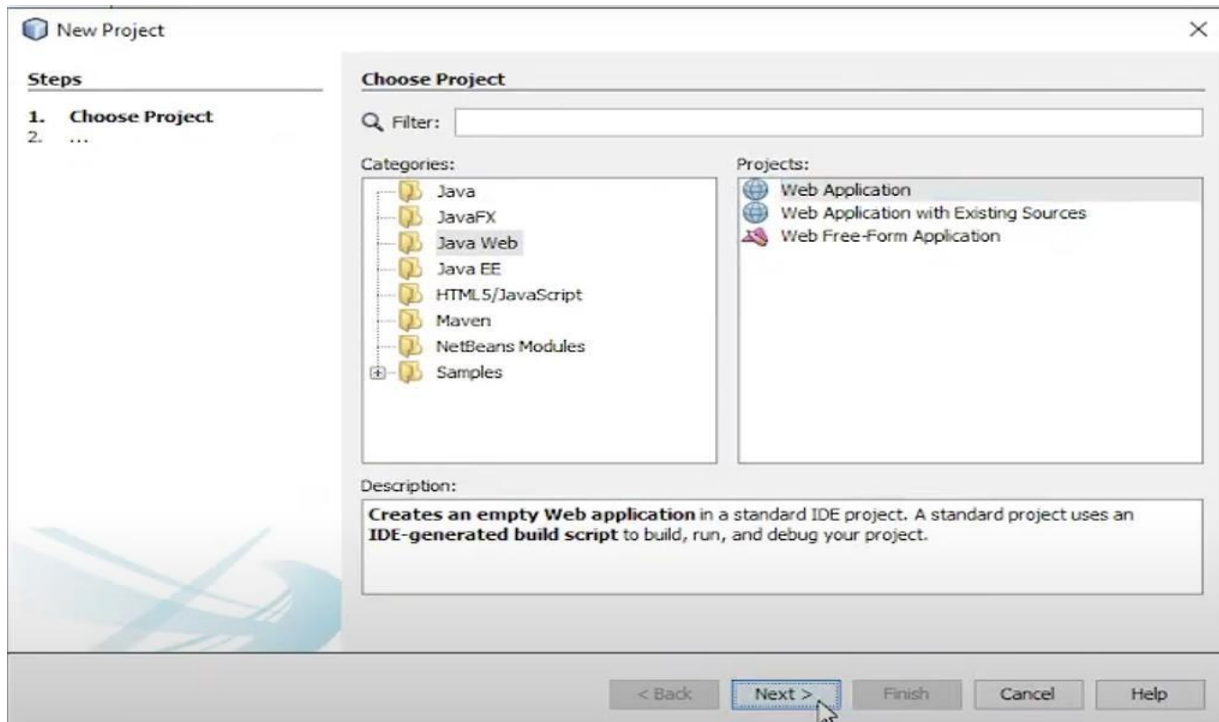 New Project
Steps
1. Choose Project
2. ...
Choose Project
Filter:
Categories:
Java
JavaFX
Java Web
Java EE
HTML5/JavaScript
Maven
NetBeans Modules
Samples
Projects:
Web Application
Web Application with Existing Sources
Web Free-Form Application
Description:
Creates an empty Web application in a standard IDE project. A standard project uses an
IDE-generated build script to build, run, and debug your project.
< Back
Next >
Finish
Cancel
Help